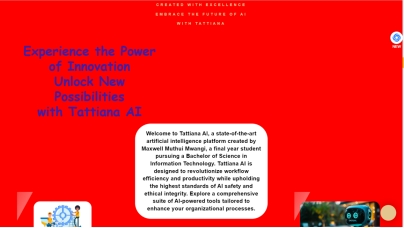 CREATED WITH EXCELLENCE
EMBRACE THE FUTURE OF AI
WITH TATTIANA
Experience the Power
of Innovation
Unlock New
Possibilities
with Tattiana AI
NEW
Welcome to Tattiana AI, a state-of-the-art
artificial intelligence platform created by
Maxwell Muthui Mwangi, a final year student
pursuing a Bachelor of Science in
Information Technology. Tattiana AI is
designed to revolutionize workflow
efficiency and productivity while upholding
the highest standards of AI safety and
ethical integrity. Explore a comprehensive
suite of AI-powered tools tailored to
enhance your organizational processes.